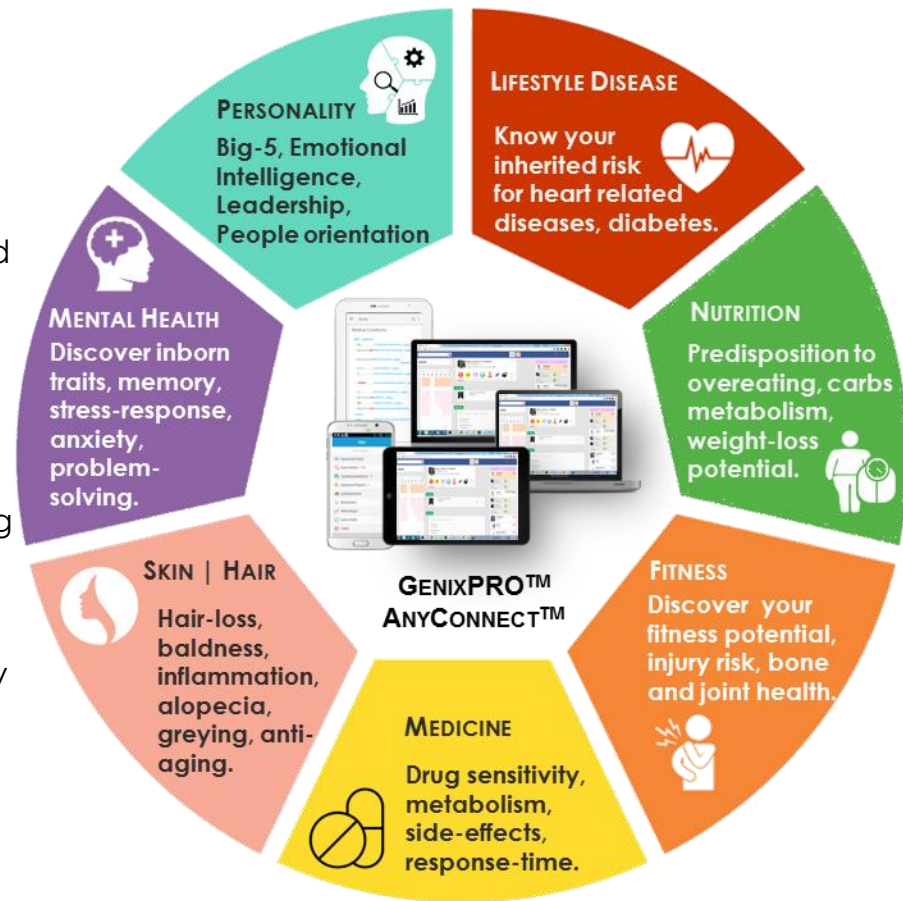 PERSONALITY
Big-5, Emotional
Intelligence,
Leadership,
People orientation
LIFESTYLE DISEASE
Know your
inherited risk
for heart related
diseases, diabetes.
NUTRITION
Predisposition to
overeating, carbs
metabolism,
weight-loss
potential.
FITNESS
Discover your
fitness potential,
injury risk, bone
and joint health.
MEDICINE
Drug sensitivity,
metabolism,
side-effects,
response-time.
SKIN | HAIR
Hair-loss,
baldness,
inflammation,
alopecia,
greying, anti-
aging.
MENTAL HEALTH
Discover inborn
traits, memory,
stress-response,
anxiety,
problem-
solving.
GENIXPRO™
ANYCONNECT™